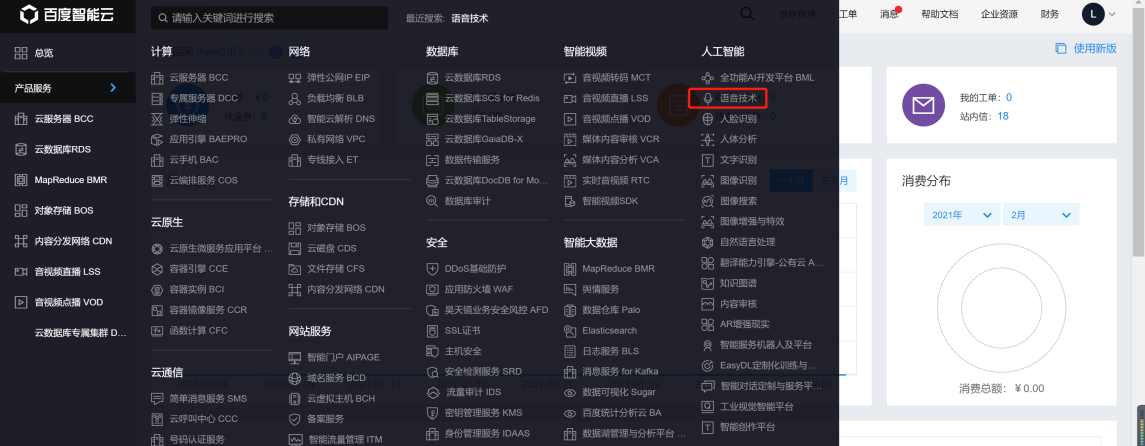 百度智能云
请输入关键词进行搜索
最近搜索: 语音技术
合作伙伴 工单 消息 帮助文档 企业资源 财务 L
总览
产品服务
云服务器 BCC
云数据库RDS
MapReduce BMR
对象存储 BOS
内容分发网络 CDN
音视频直播 LSS
音视频点播 VOD
云数据库专属集群 D...
计算
云服务器 BCC
专属服务器 DCC
弹性伸缩
应用引擎 BAEPRO
云手机 BAC
云编排服务 COS
云原生
云原生微服务应用平台 ...
容器引擎 CCE
容器实例 BCI
容器镜像服务 CCR
函数计算 CFC
云通信
简单消息服务 SMS
云呼叫中心 CCC
号码认证服务
网络
弹性公网IP EIP
负载均衡 BLB
智能云解析 DNS
私有网络 VPC
专线接入 ET
存储和CDN
对象存储 BOS
云磁盘 CDS
文件存储 CFS
内容分发网络 CDN
网站服务
智能门户 AIPAGE
域名服务 BCD
云虚拟主机 BCH
备案服务
智能流量管理 ITM
数据库
云数据库RDS
云数据库SCS for Redis
云数据库TableStorage
云数据库GaiaDB-X
数据传输服务
云数据库DocDB for Mo...
数据库审计
安全
DDoS基础防护
应用防火墙 WAF
昊天镜业务安全风控 AFD
SSL证书
主机安全
安全检测服务 SRD
流量审计 IDS
密钥管理服务 KMS
身份管理服务 IDAAS
智能视频
音视频转码 MCT
音视频直播 LSS
音视频点播 VOD
媒体内容审核 VCR
媒体内容分析 VCA
实时音视频 RTC
智能视频SDK
智能大数据
MapReduce BMR
舆情服务
数据仓库 Palo
Elasticsearch
日志服务 BLS
消息服务 for Kafka
数据可视化 Sugar
百度统计分析云 BA
数据湖管理与分析平台 ...
人工智能
全功能AI开发平台 BML
语音技术
人脸识别
人体分析
文字识别
图像识别
图像搜索
图像增强与特效
自然语言处理
翻译能力引擎-公有云 A...
知识图谱
内容审核
AR增强现实
智能服务机器人及平台
EasyDL定制化训练与...
智能对话定制与服务平...
工业视觉智能平台
智能创作平台
使用新版
我的工单: 0
站内信: 18
消费分布
2021年 2月
消费总额: ¥0.00